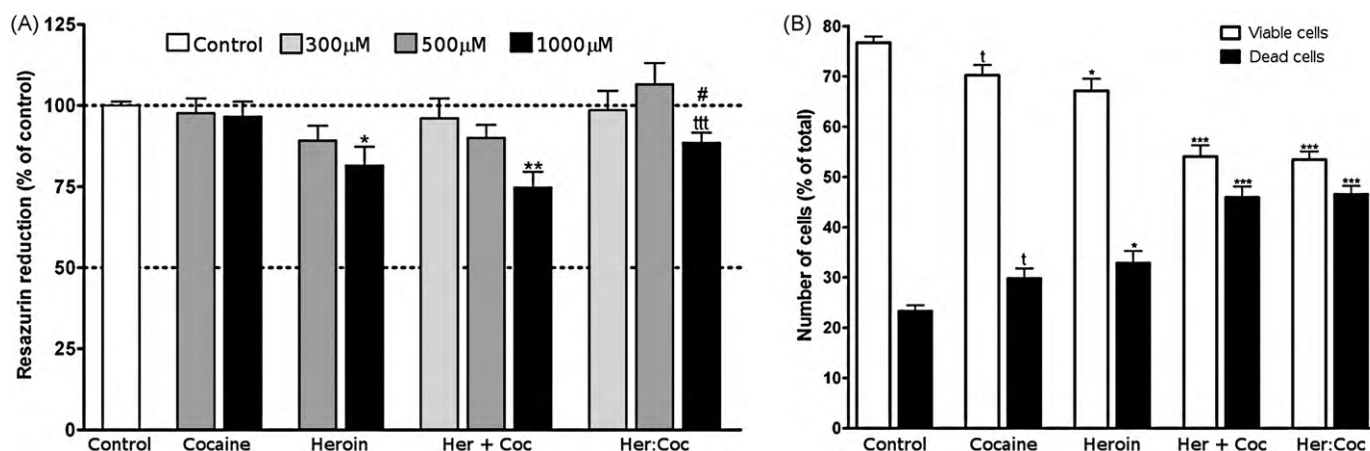 (A)
Resazurin reduction (% of control)
125
100
75
50
25
0
Control 300µM 500µM 1000µM
*
**
#
ttt
Control Cocaine Heroin Her + Coc Her:Coc
(B)
Number of cells (% of total)
80
70
60
50
40
30
20
10
0
Viable cells
Dead cells
t
*
*** ***
*** ***
*
t
Control Cocaine Heroin Her + Coc Her:Coc